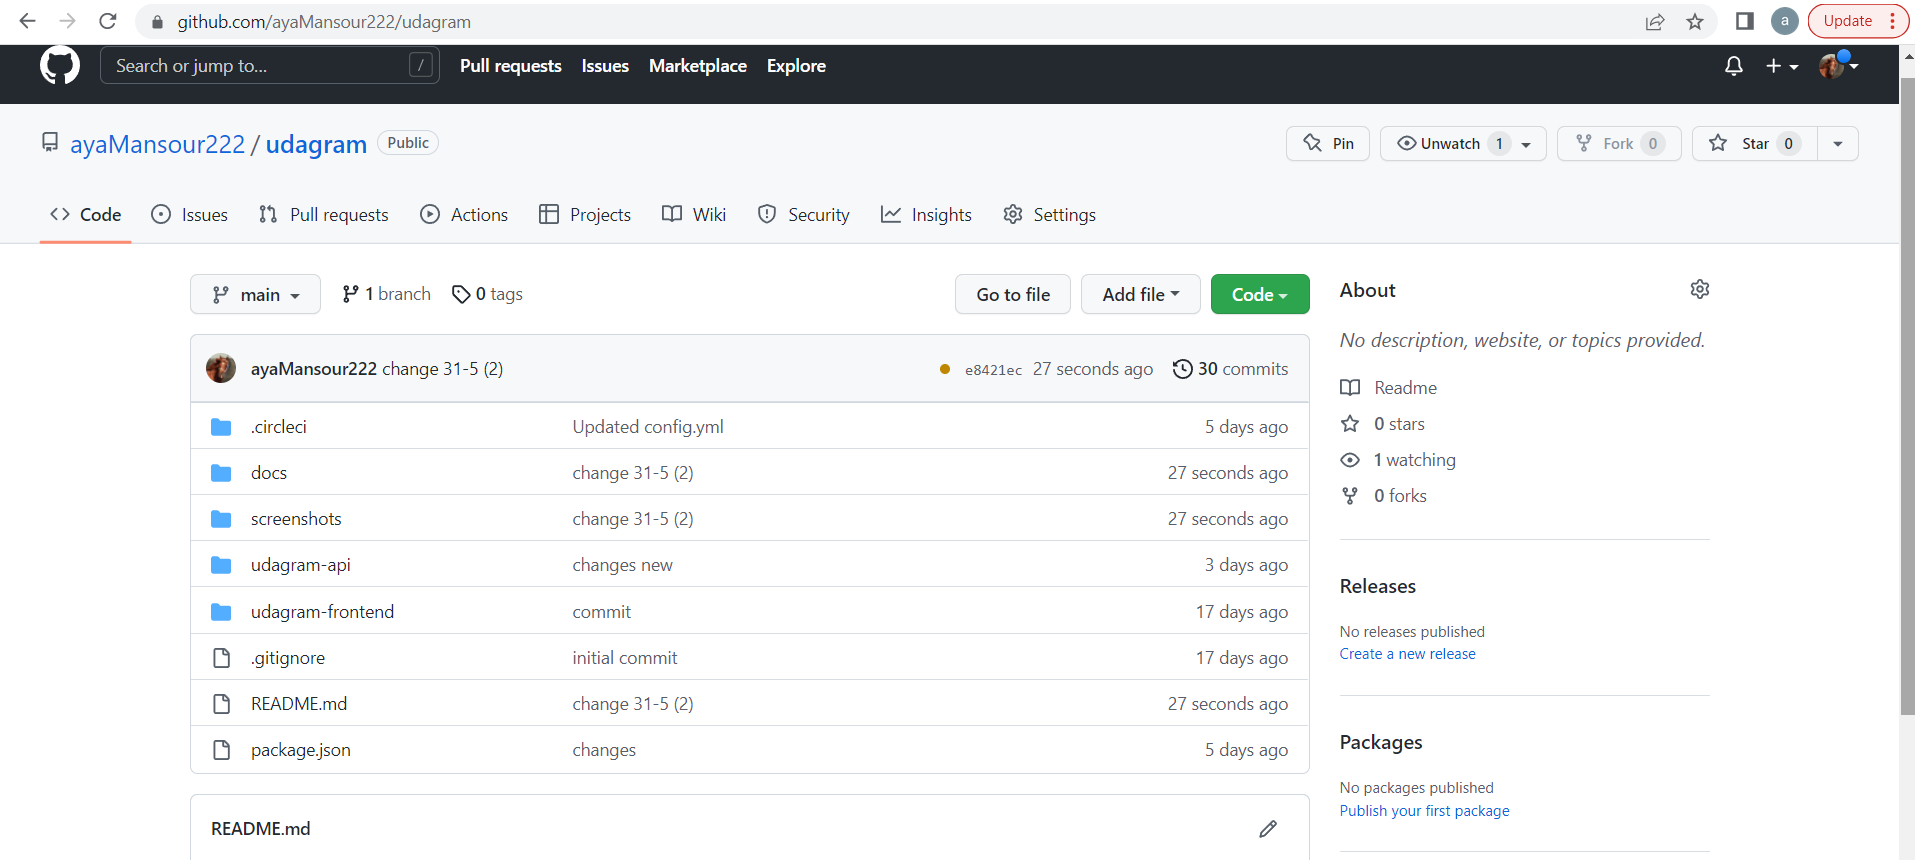 github.com/ayaMansour222/udagram
a
Update
Search or jump to... /
Pull requests Issues Marketplace Explore
ayaMansour222 / udagram Public
Pin
Unwatch 1
Fork 0
Star 0
Code Issues Pull requests Actions Projects Wiki Security Insights Settings
main 1 branch 0 tags
Go to file Add file Code
ayaMansour222 change 31-5 (2) e8421ec 27 seconds ago 30 commits
.circleci Updated config.yml 5 days ago
docs change 31-5 (2) 27 seconds ago
screenshots change 31-5 (2) 27 seconds ago
udagram-api changes new 3 days ago
udagram-frontend commit 17 days ago
.gitignore initial commit 17 days ago
README.md change 31-5 (2) 27 seconds ago
package.json changes 5 days ago
README.md
About
No description, website, or topics provided.
Readme
0 stars
1 watching
0 forks
Releases
No releases published
Create a new release
Packages
No packages published
Publish your first package